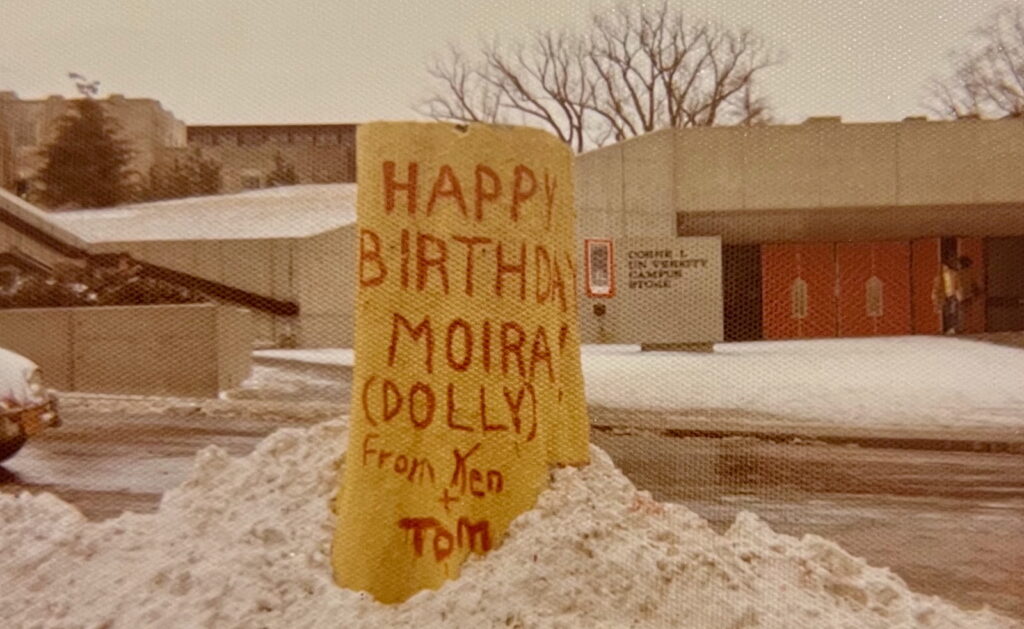 HAPPY
BIRTHDAY
MOIRA!
(DOLLY)
From Ken
+
TOM
CORNELL
UNIVERSITY
CAMPUS
STORE